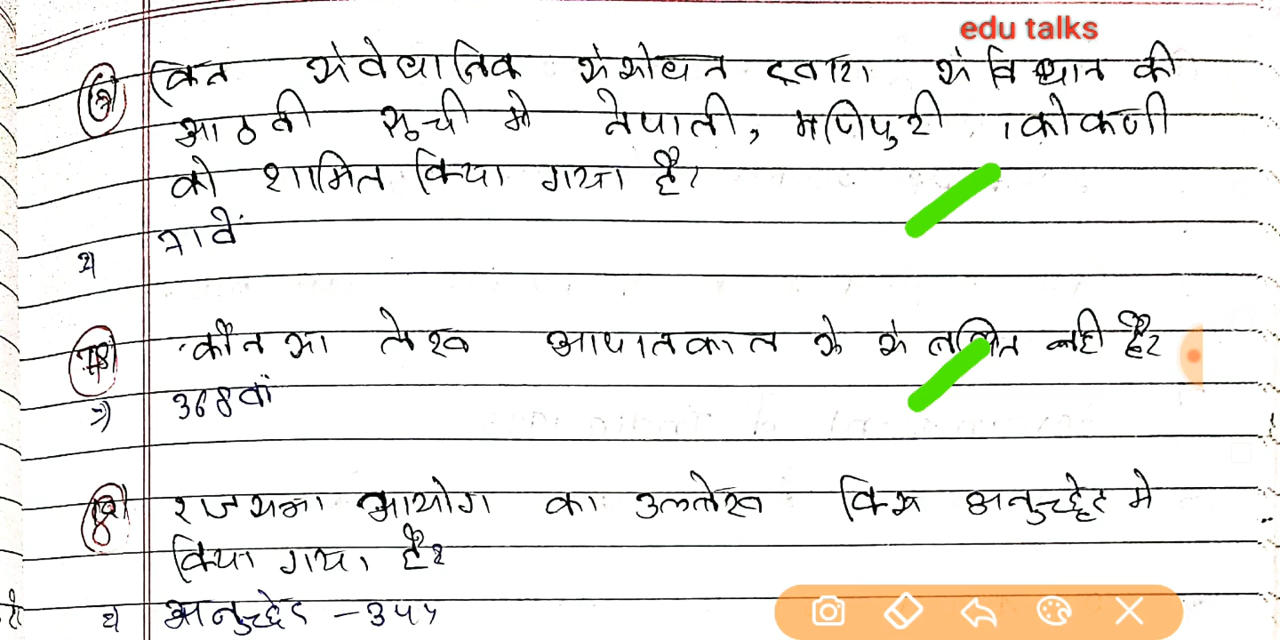 edu talks
किस संवैधानिक संशोधन द्वारा संविधान की
आठवी सूची मे नेपाली, मणिपुरी, कोकणी
को शामिल किया गया है?
71वें
कौन सा लेख आपातकाल से संबंधित नही है?
⇒ 368वां
राजभाषा आयोग का उल्लेख किस अनुच्छेद मे
किया गया है?
अनुच्छेद -344